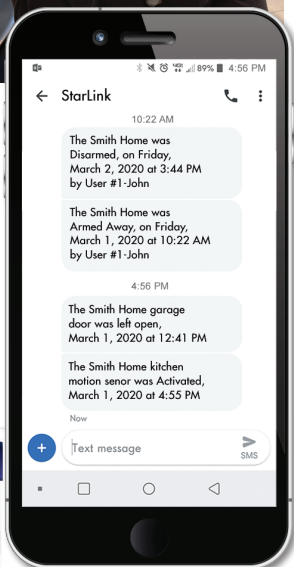 89% 4:56 PM
StarLink
10:22 AM
The Smith Home was
Disarmed, on Friday,
March 2, 2020 at 3:44 PM
by User #1-John
The Smith Home was
Armed Away, on Friday,
March 1, 2020 at 10:22 AM
by User #1-John
4:56 PM
The Smith Home garage
door was left open,
March 1, 2020 at 12:41 PM
The Smith Home kitchen
motion senor was Activated,
March 1, 2020 at 4:55 PM
Now
Text message
SMS